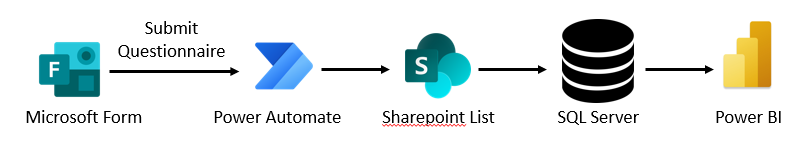 Submit
Questionnaire
F
S
Microsoft Form
Power Automate
Sharepoint List
SQL Server
Power BI